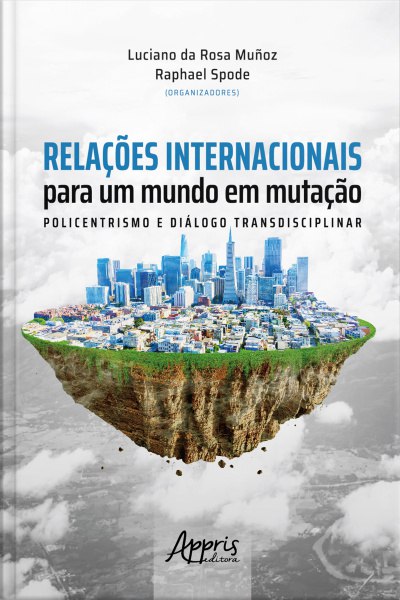 Luciano da Rosa Muñoz
Raphael Spode
(ORGANIZADORES)
RELAÇÕES INTERNACIONAIS
para um mundo em mutação
POLICENTRISMO E DIÁLOGO TRANSDISCIPLINAR
Appris
editora